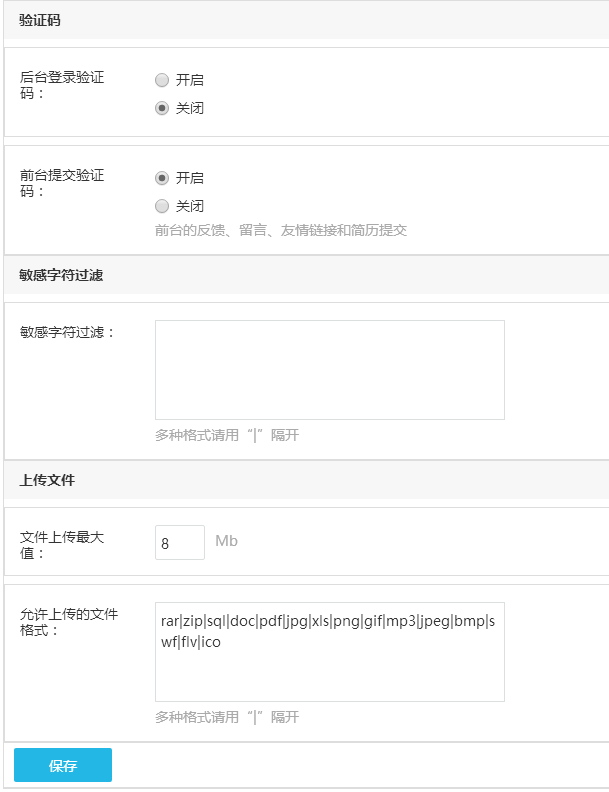 验证码
后台登录验证
码：
开启
关闭
前台提交验证
码：
开启
关闭
前台的反馈、留言、友情链接和简历提交
敏感字符过滤
敏感字符过滤：
多种格式请用“|”隔开
上传文件
文件上传最大
值：
8 Mb
允许上传的文件
格式：
rar|zip|sql|doc|pdf|jpg|xls|png|gif|mp3|jpeg|bmp|s
wf|flv|ico
多种格式请用“|”隔开
保存